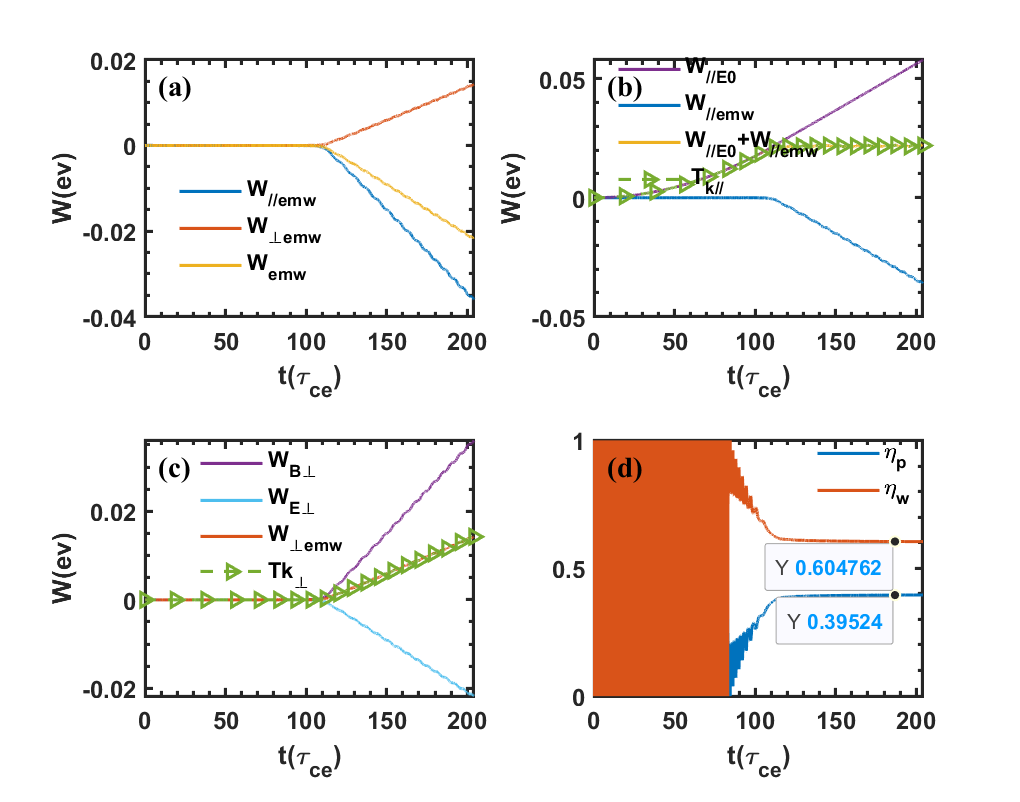 (a)
0.02
0
-0.02
-0.04
W(ev)
W//emw
W⊥emw
Wemw
0 50 100 150 200
t(τce)
(b)
0.05
0
-0.05
W(ev)
W//E0
W//emw
W//E0+W//emw
Tk//
0 50 100 150 200
t(τce)
(c)
0.02
0
-0.02
W(ev)
WB⊥
WE⊥
W⊥emw
Tk⊥
0 50 100 150 200
t(τce)
(d)
1
0.5
0
ηp
ηw
Y 0.604762
Y 0.39524
0 50 100 150 200
t(τce)